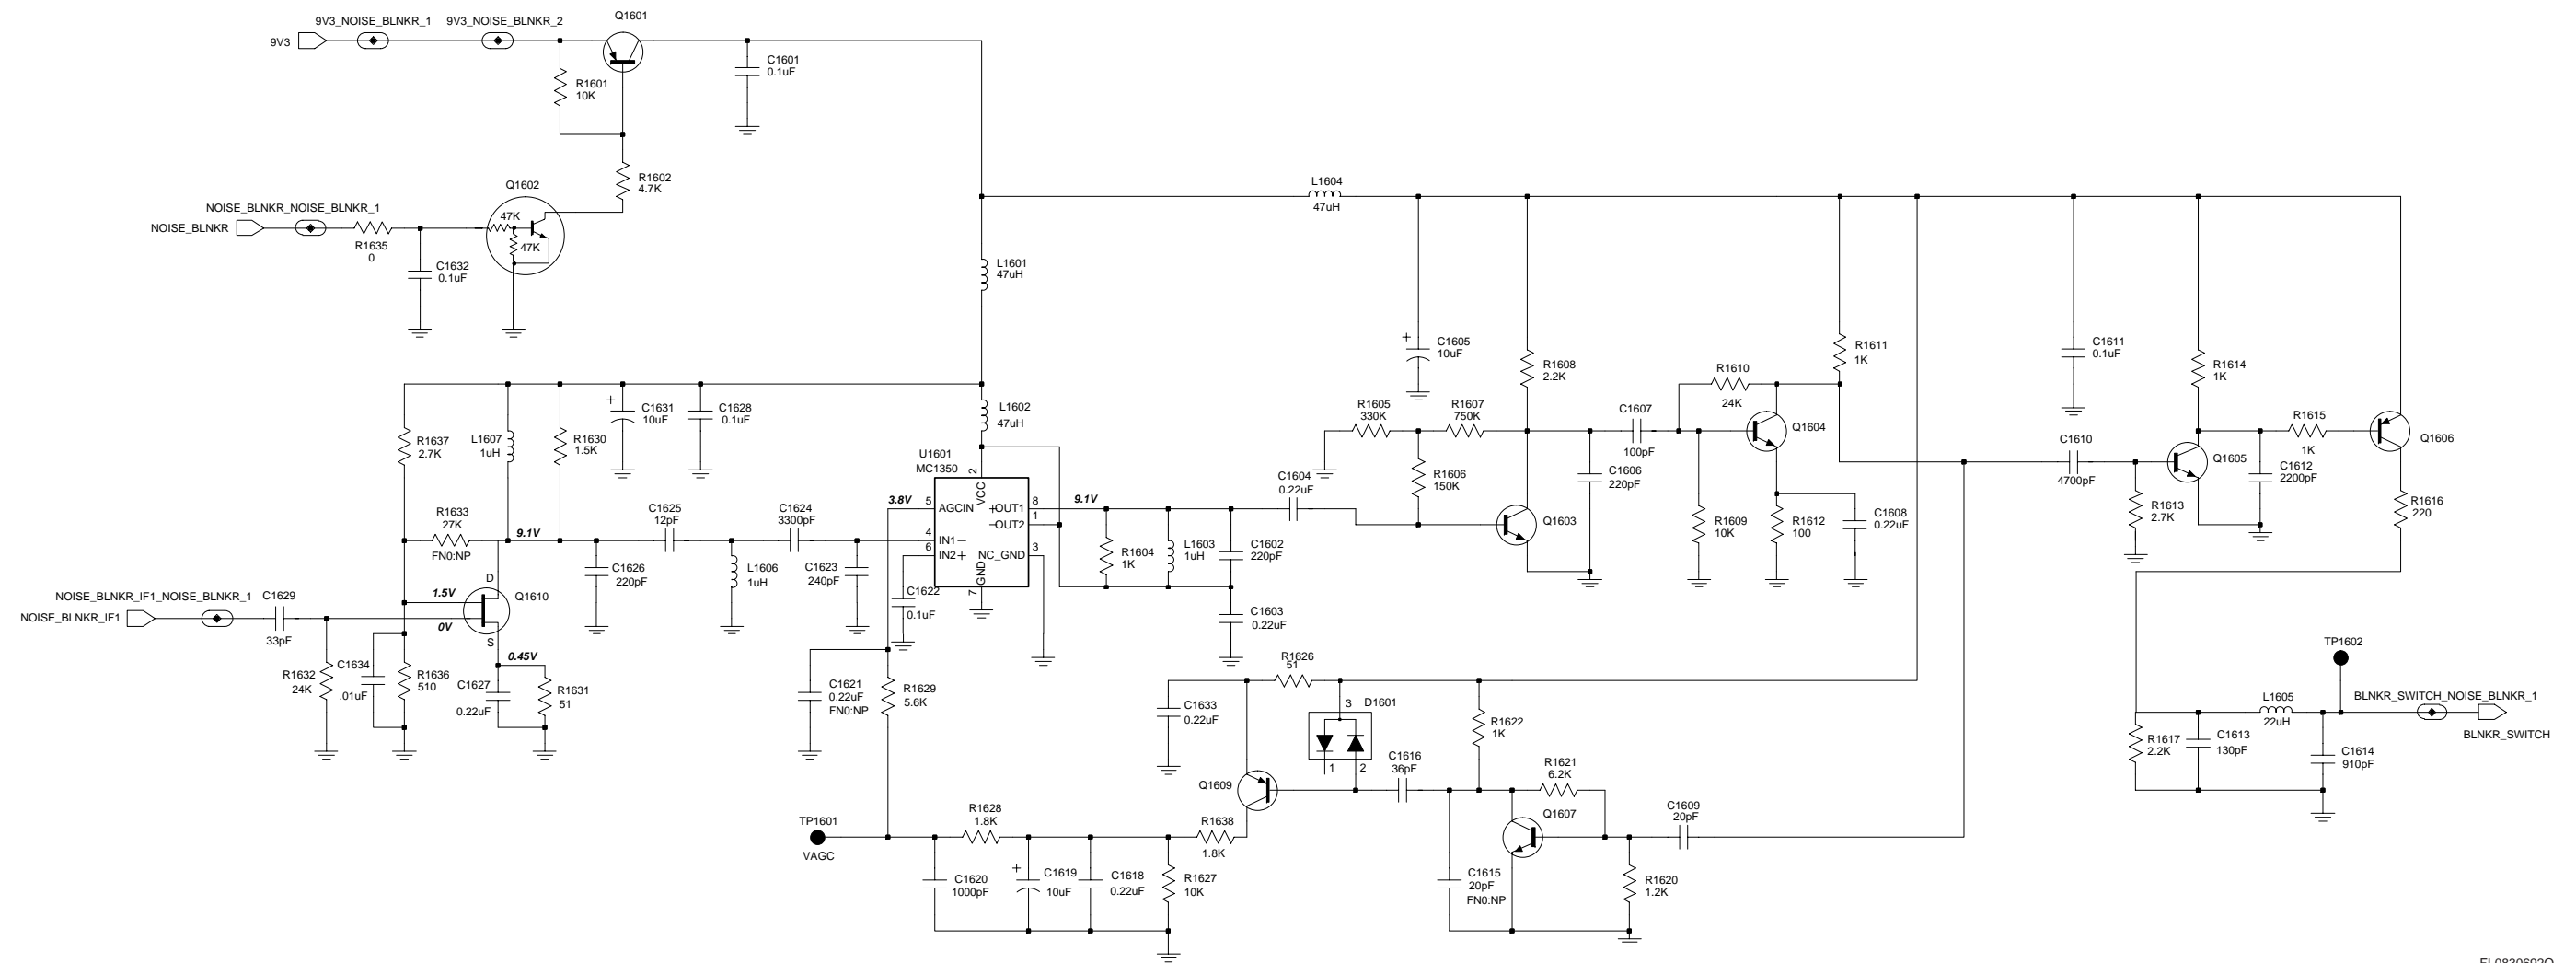 9V3_NOISE_BLNKR_1 9V3_NOISE_BLNKR_2 Q1601
9V3
C1601
0.1uF
R1601
10K
R1602
4.7K
Q1602
47K
47K
NOISE_BLNKR_NOISE_BLNKR_1
NOISE_BLNKR
R1635
0
C1632
0.1uF
L1604
47uH
L1601
47uH
+
C1605
10uF
R1608
2.2K
R1611
1K
C1611
0.1uF
R1614
1K
R1637
2.7K
L1607
1uH
R1630
1.5K
+
C1631
10uF
C1628
0.1uF
L1602
47uH
R1605
330K
R1607
750K
C1607
100pF
R1610
24K
Q1604
R1615
1K
Q1606
U1601
MC1350
2
VCC
3.8V
5
AGCIN
4
IN1-
6
IN2+
+OUT1
8
-OUT2
1
NC_GND
3
GND
7
9.1V
C1604
0.22uF
R1606
150K
C1606
220pF
Q1603
C1610
4700pF
Q1605
C1612
2200pF
R1616
220
R1633
27K
FN0:NP
9.1V
C1625
12pF
C1624
3300pF
C1626
220pF
L1606
1uH
C1623
240pF
C1622
0.1uF
R1604
1K
L1603
1uH
C1602
220pF
C1603
0.22uF
R1609
10K
R1612
100
C1608
0.22uF
R1613
2.7K
NOISE_BLNKR_IF1_NOISE_BLNKR_1
NOISE_BLNKR_IF1
C1629
33pF
1.5V
0V
D
Q1610
S
0.45V
R1632
24K
C1634
.01uF
R1636
510
C1627
0.22uF
R1631
51
C1621
0.22uF
FN0:NP
R1629
5.6K
C1633
0.22uF
R1626
51
3
D1601
1
2
R1622
1K
C1616
36pF
R1621
6.2K
Q1609
Q1607
C1609
20pF
TP1602
BLNKR_SWITCH_NOISE_BLNKR_1
BLNKR_SWITCH
L1605
22uH
R1617
2.2K
C1613
130pF
C1614
910pF
TP1601
VAGC
R1628
1.8K
R1638
1.8K
C1620
1000pF
+
C1619
10uF
C1618
0.22uF
R1627
10K
C1615
20pF
FN0:NP
R1620
1.2K